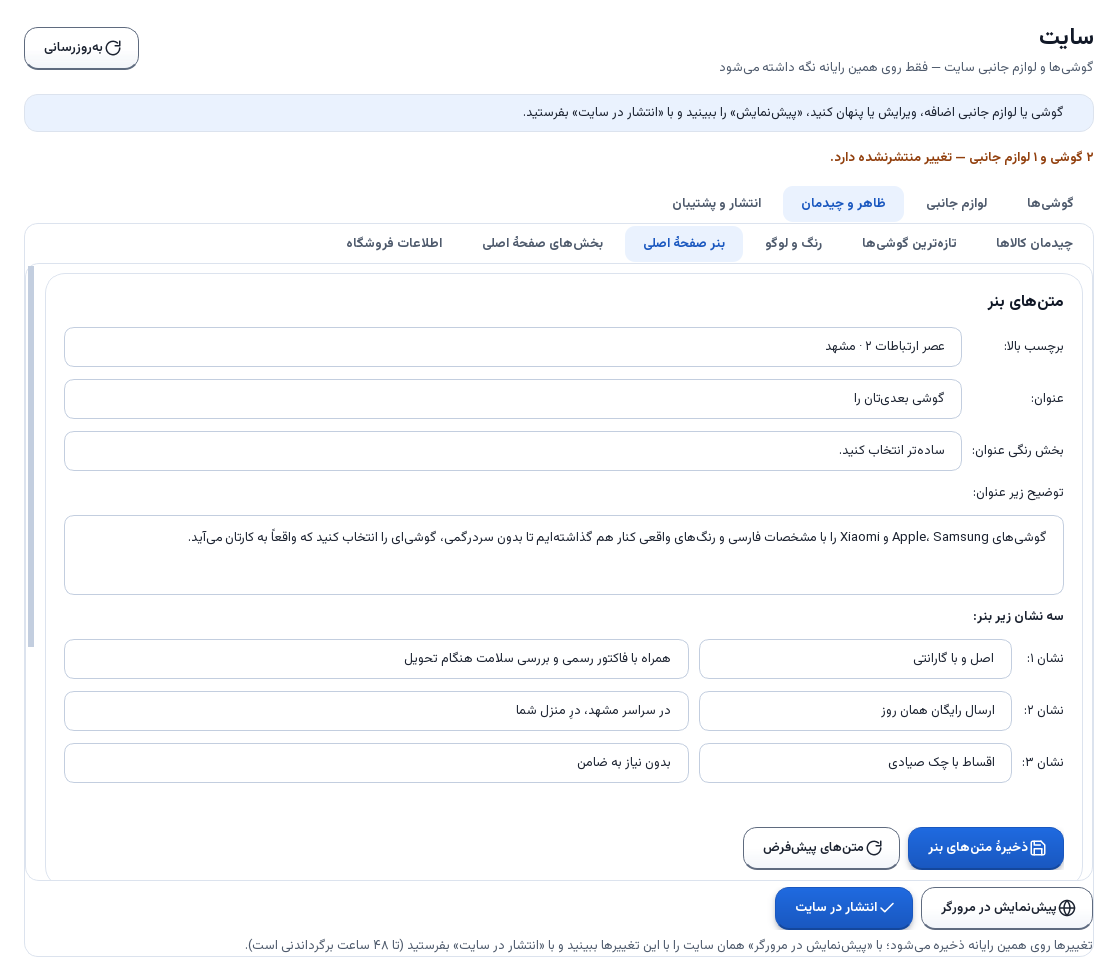 سایت
به‌روزرسانی
گوشی‌ها و لوازم جانبی سایت — فقط روی همین رایانه نگه داشته می‌شود
گوشی یا لوازم جانبی اضافه، ویرایش یا پنهان کنید، «پیش‌نمایش» را ببینید و با «انتشار در سایت» بفرستید.
۲ گوشی و ۱ لوازم جانبی — تغییر منتشرنشده دارد.
گوشی‌ها لوازم جانبی ظاهر و چیدمان انتشار و پشتیبان
چیدمان کالاها تازه‌ترین گوشی‌ها رنگ و لوگو بنر صفحهٔ اصلی بخش‌های صفحهٔ اصلی اطلاعات فروشگاه
متن‌های بنر
برچسب بالا: عصر ارتباطات ۲ · مشهد
عنوان: گوشی بعدی‌تان را
بخش رنگی عنوان: ساده‌تر انتخاب کنید.
توضیح زیر عنوان:
گوشی‌های Apple، Samsung و Xiaomi را با مشخصات فارسی و رنگ‌های واقعی کنار هم گذاشته‌ایم تا بدون سردرگمی، گوشی‌ای را انتخاب کنید که واقعاً به کارتان می‌آید.
سه نشان زیر بنر:
نشان ۱: اصل و با گارانتی همراه با فاکتور رسمی و بررسی سلامت هنگام تحویل
نشان ۲: ارسال رایگان همان روز در سراسر مشهد، درِ منزل شما
نشان ۳: اقساط با چک صیادی بدون نیاز به ضامن
ذخیرهٔ متن‌های بنر متن‌های پیش‌فرض
پیش‌نمایش در مرورگر انتشار در سایت
تغییرها روی همین رایانه ذخیره می‌شود؛ با «پیش‌نمایش در مرورگر» همان سایت را با این تغییرها ببینید و با «انتشار در سایت» بفرستید (تا ۴۸ ساعت برگرداندنی است).